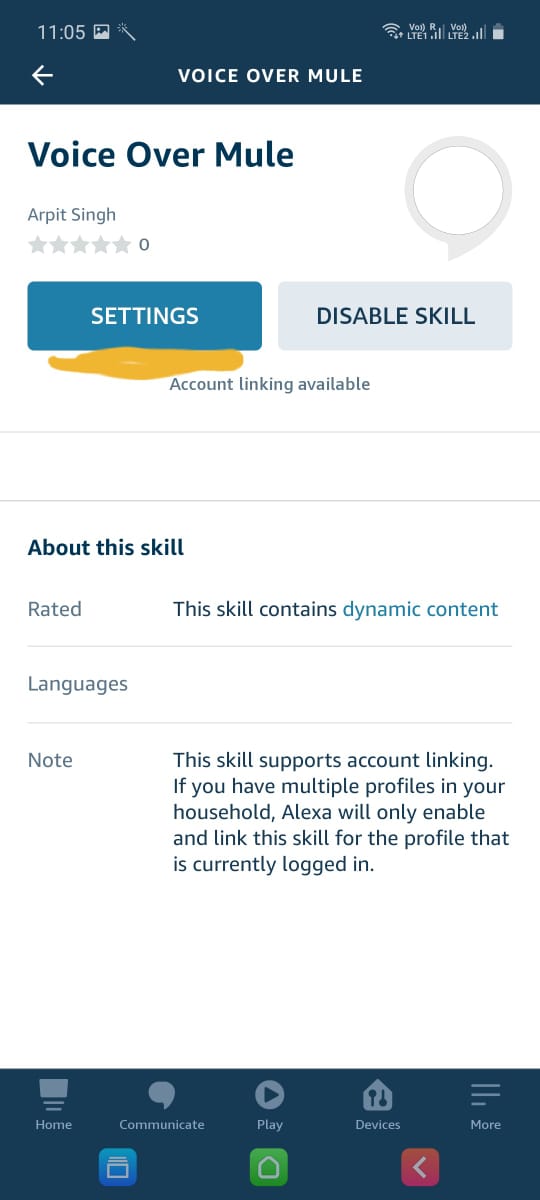 11:05
Vo)) R
LTE1
Vo))
LTE2
VOICE OVER MULE
Voice Over Mule
Arpit Singh
0
SETTINGS
DISABLE SKILL
Account linking available
About this skill
Rated
This skill contains dynamic content
Languages
Note
This skill supports account linking.
If you have multiple profiles in your
household, Alexa will only enable
and link this skill for the profile that
is currently logged in.
Home
Communicate
Play
Devices
More